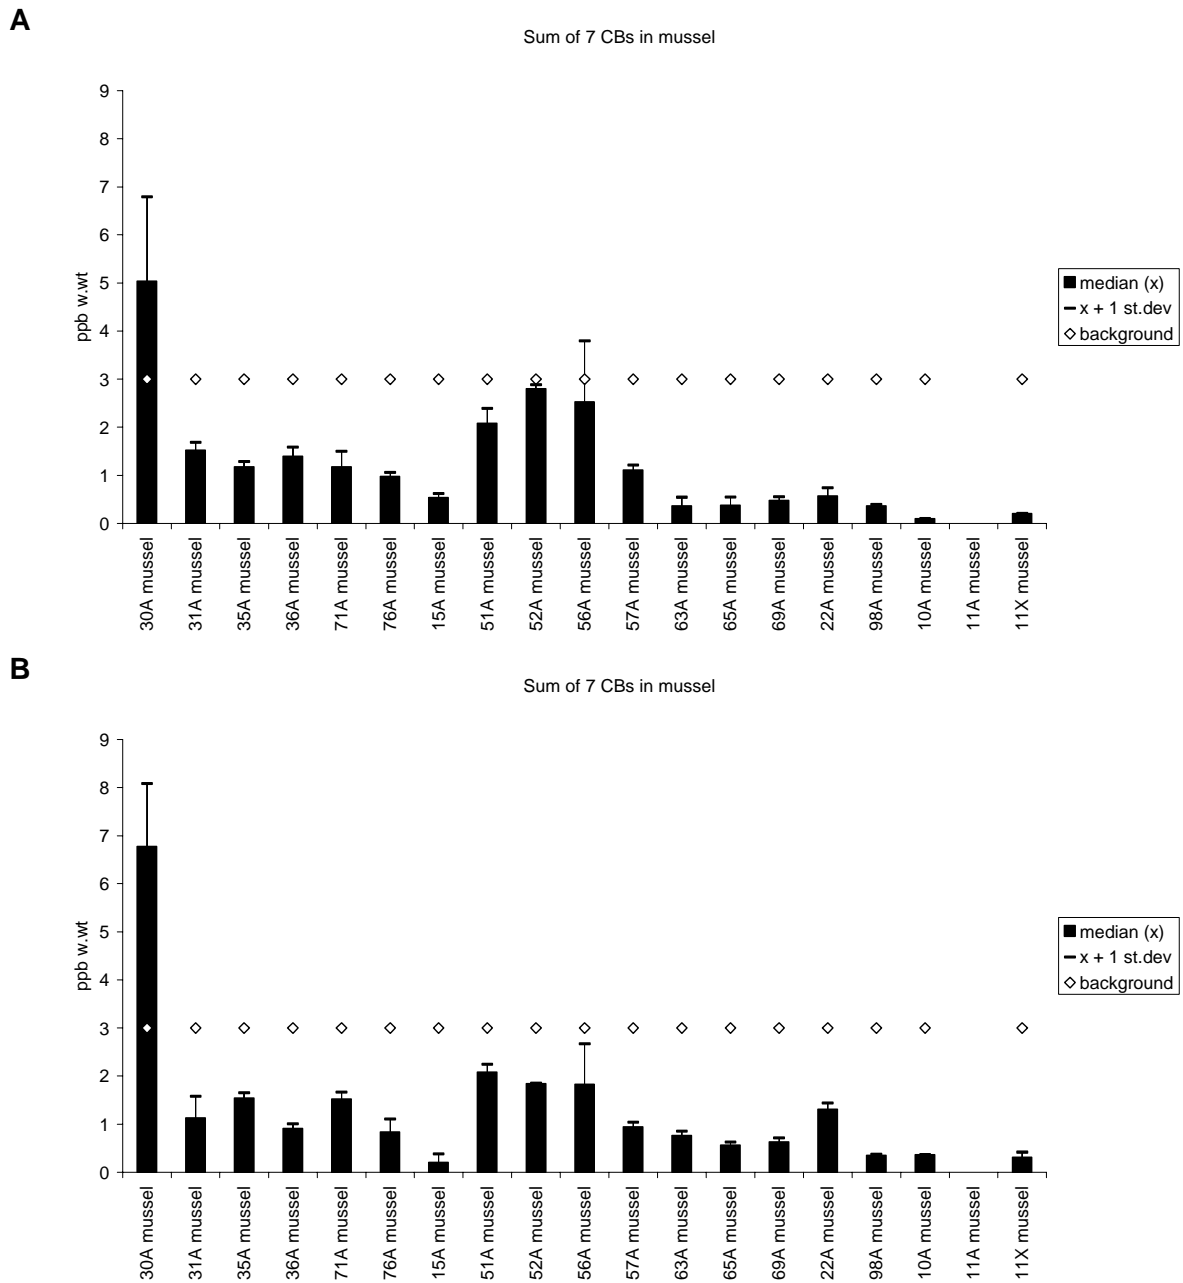 A
Sum of 7 CBs in mussel
9
8
7
6
5
4
3
2
1
0
ppb w.wt
median (x)
x + 1 st.dev
background
30A mussel
31A mussel
35A mussel
36A mussel
71A mussel
76A mussel
15A mussel
51A mussel
52A mussel
56A mussel
57A mussel
63A mussel
65A mussel
69A mussel
22A mussel
98A mussel
10A mussel
11A mussel
11X mussel
B
Sum of 7 CBs in mussel
9
8
7
6
5
4
3
2
1
0
ppb w.wt
median (x)
x + 1 st.dev
background
30A mussel
31A mussel
35A mussel
36A mussel
71A mussel
76A mussel
15A mussel
51A mussel
52A mussel
56A mussel
57A mussel
63A mussel
65A mussel
69A mussel
22A mussel
98A mussel
10A mussel
11A mussel
11X mussel